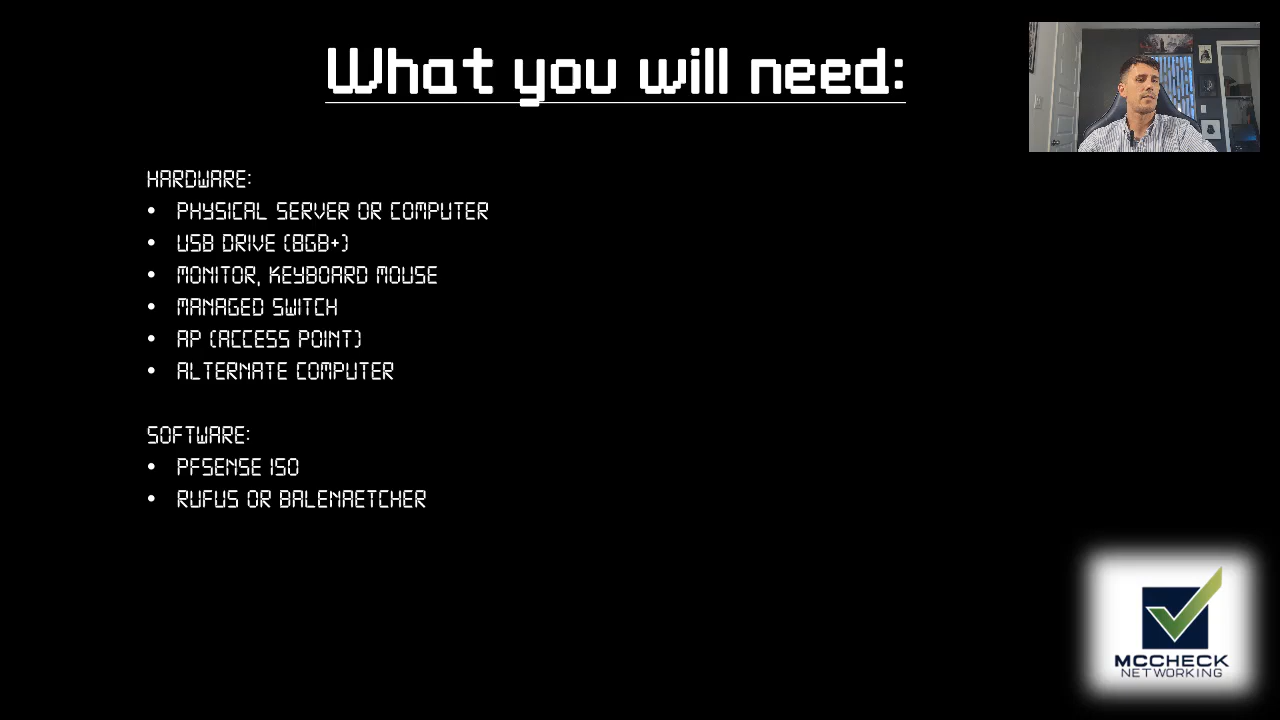 What you will need:
HARDWARE:
• PHYSICAL SERVER OR COMPUTER
• USB DRIVE (8GB+)
• MONITOR, KEYBOARD MOUSE
• MANAGED SWITCH
• AP (ACCESS POINT)
• ALTERNATE COMPUTER
SOFTWARE:
• PFSENSE ISO
• RUFUS OR BALENAETCHER
MCCHECK
NETWORKING